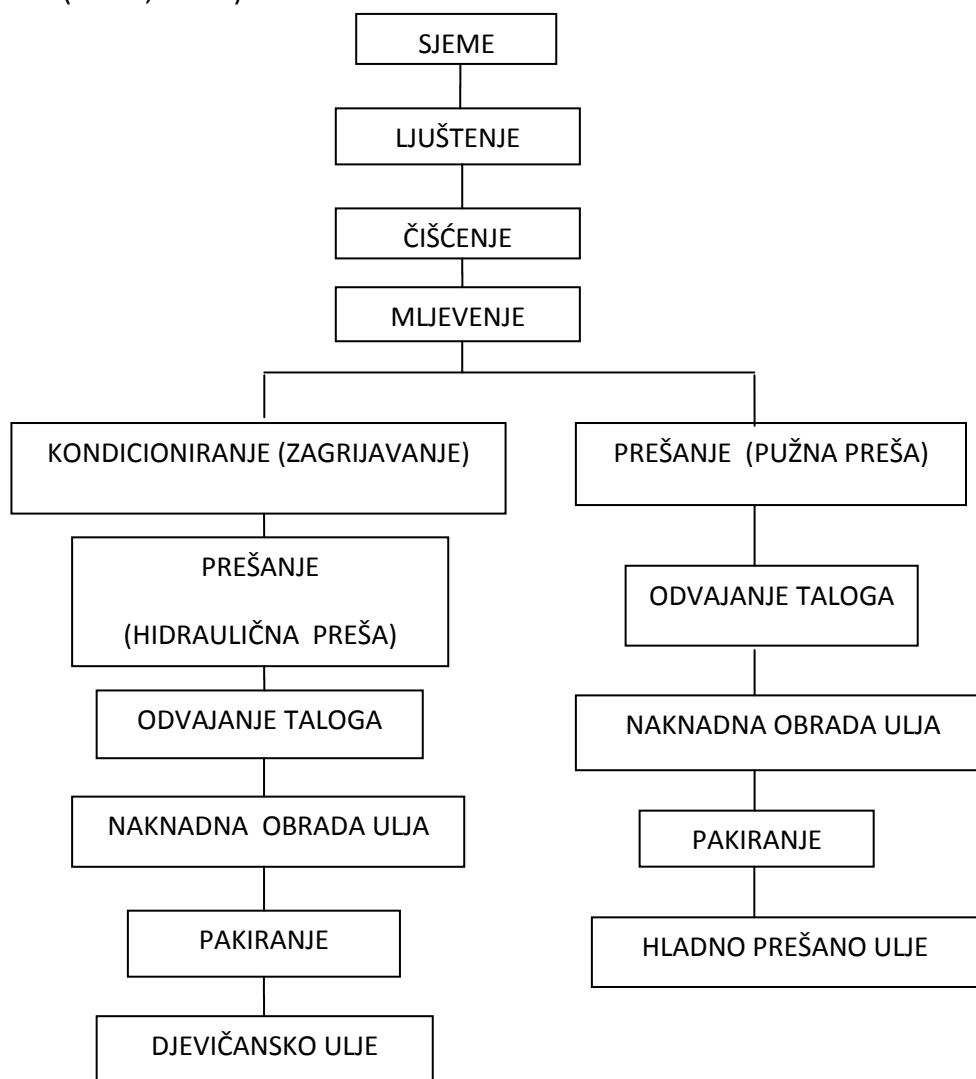 SJEME
LJUŠTENJE
ČIŠĆENJE
MLJEVENJE
KONDICIONIRANJE (ZAGRIJAVANJE)
PREŠANJE
(HIDRAULIČNA PREŠA)
ODVAJANJE TALOGA
NAKNADNA OBRADA ULJA
PAKIRANJE
DJEVIČANSKO ULJE
PREŠANJE (PUŽNA PREŠA)
ODVAJANJE TALOGA
NAKNADNA OBRADA ULJA
PAKIRANJE
HLADNO PREŠANO ULJE